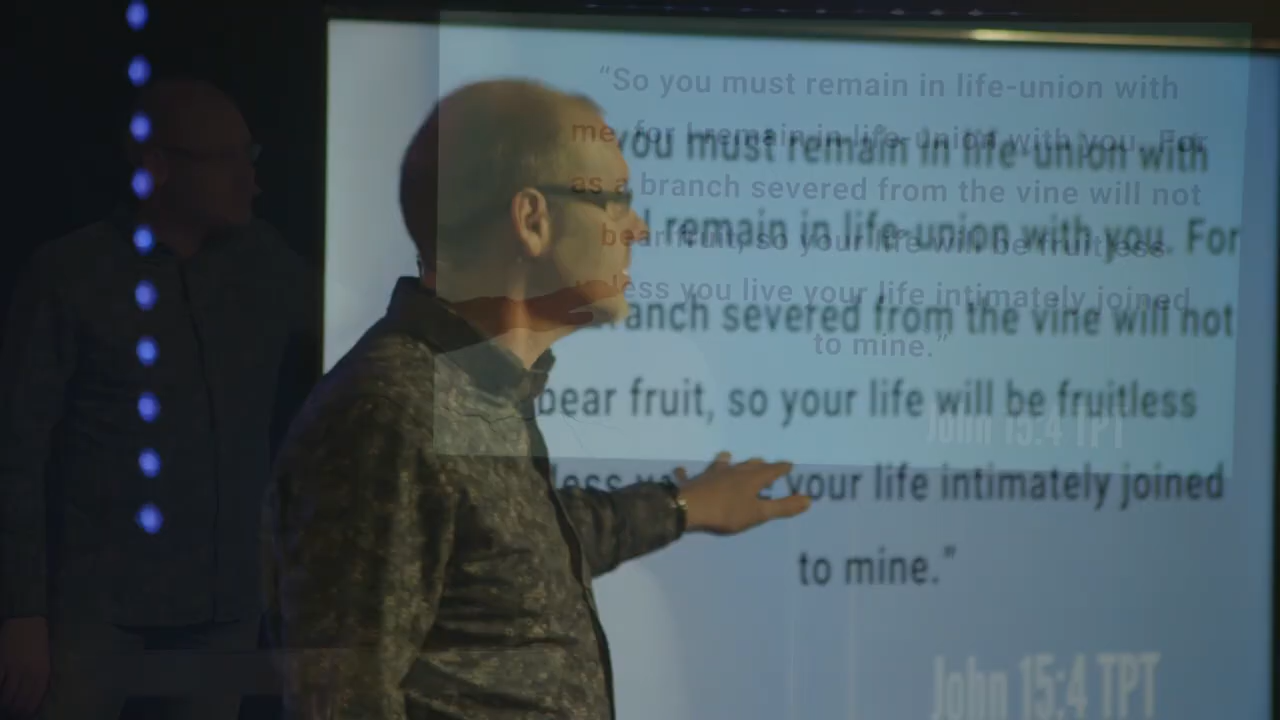 “So you must remain in life-union with
me, for I remain in life-union with you. For
as a branch severed from the vine will not
bear fruit, so your life will be fruitless
less you live your life intimately joined
to mine.”
John 15:4 TPT
you must remain in life-union with
I remain in life-union with you. For
branch severed from the vine will not
bear fruit, so your life will be fruitless
your life intimately joined
to mine.”
John 15:4 TPT